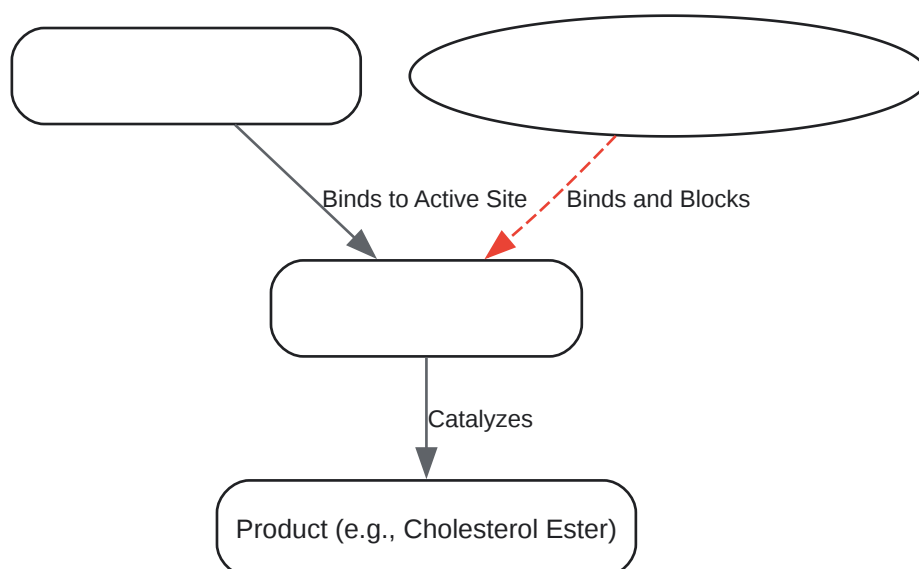 Binds to Active Site
Binds and Blocks
Catalyzes
Product (e.g., Cholesterol Ester)